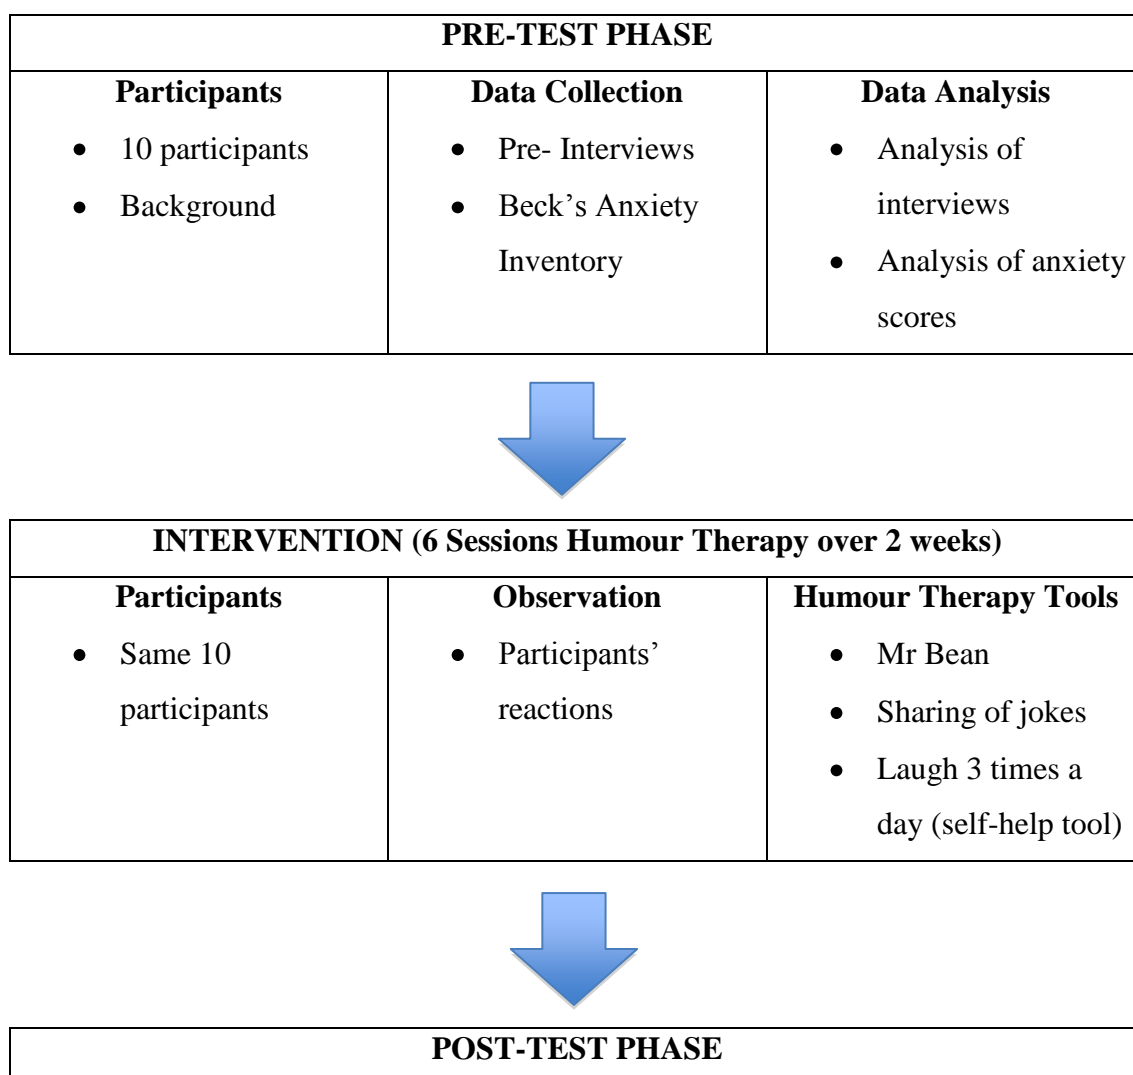 PRE-TEST PHASE
Participants
• 10 participants
• Background
Data Collection
• Pre- Interviews
• Beck’s Anxiety
Inventory
Data Analysis
• Analysis of
interviews
• Analysis of anxiety
scores
INTERVENTION (6 Sessions Humour Therapy over 2 weeks)
Participants
• Same 10
participants
Observation
• Participants’
reactions
Humour Therapy Tools
• Mr Bean
• Sharing of jokes
• Laugh 3 times a
day (self-help tool)
POST-TEST PHASE